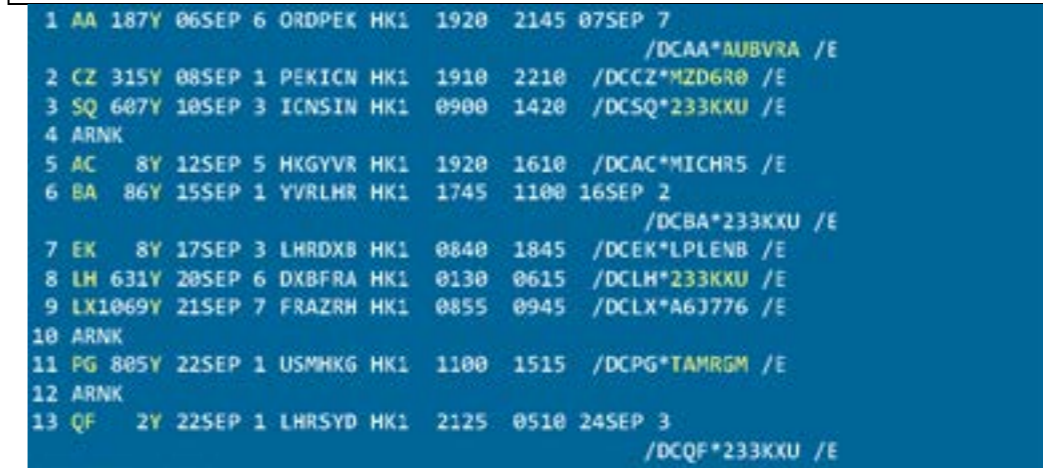 1 AA 187Y 06SEP 6 ORDPEK HK1 1920 2145 07SEP 7
/DCAA*AUBVRA /E
2 CZ 315Y 08SEP 1 PEKICN HK1 1910 2210 /DCCZ*MZD6R0 /E
3 SQ 607Y 10SEP 3 ICNSIN HK1 0900 1420 /DCSQ*233KXU /E
4 ARNK
5 AC 8Y 12SEP 5 HKGYVR HK1 1920 1610 /DCAC*MICHR5 /E
6 BA 86Y 15SEP 1 YVRLHR HK1 1745 1100 16SEP 2
/DCBA*233KXU /E
7 EK 8Y 17SEP 3 LHRDXB HK1 0840 1845 /DCEK*LPLENB /E
8 LH 631Y 20SEP 6 DXBFRA HK1 0130 0615 /DCLH*233KXU /E
9 LX1069Y 21SEP 7 FRAZRH HK1 0855 0945 /DCLX*A6J776 /E
10 ARNK
11 PG 805Y 22SEP 1 USMHKG HK1 1100 1515 /DCPG*TAMRGM /E
12 ARNK
13 QF 2Y 22SEP 1 LHRSYD HK1 2125 0510 24SEP 3
/DCQF*233KXU /E